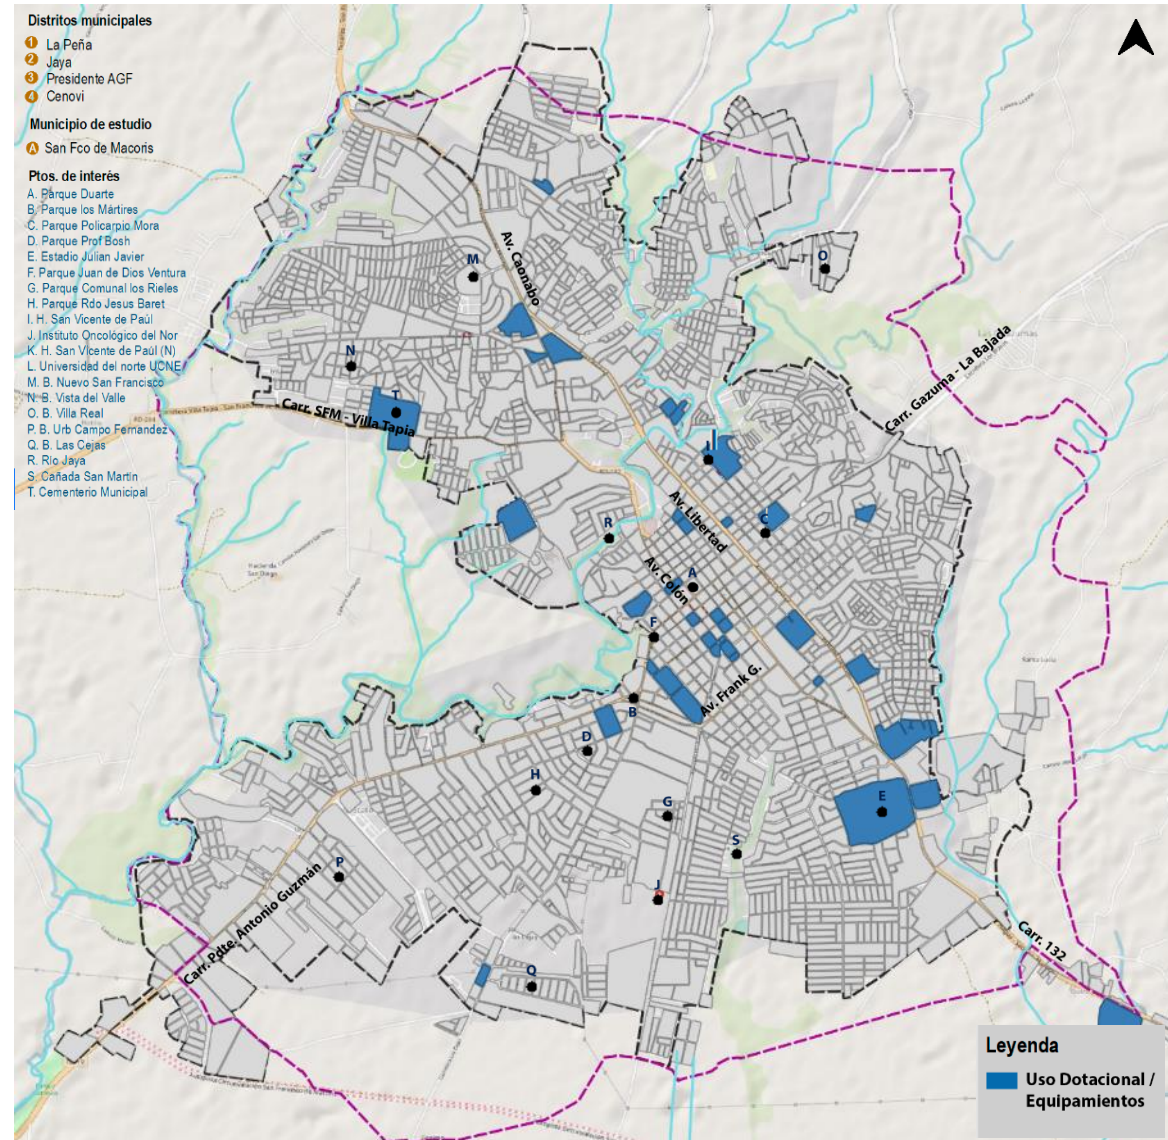 Distritos municipales
1 La Peña
2 Jaya
3 Presidente AGF
4 Cenovi
Municipio de estudio
A San Fco de Macoris
Ptos. de interés
A. Parque Duarte
B. Parque los Mártires
C. Parque Policarpio Mora
D. Parque Prof Bosh
E. Estadio Julian Javier
F. Parque Juan de Dios Ventura
G. Parque Comunal los Rieles
H. Parque Rdo Jesus Baret
I. H. San Vicente de Paúl
J. Instituto Oncológico del Nor
K. H. San Vicente de Paúl (N)
L. Universidad del norte UCNE
M. B. Nuevo San Francisco
N. B. Vista del Valle
O. B. Villa Real
P. B. Urb Campo Fernandez
Q. B. Las Cejas
R. Rio Jaya
S. Cañada San Martin
T. Cementerio Municipal
M
Av. Caonabo
O
N
Carr. Gazuma - La Bajada
T
Carr. SFM - Villa Tapia
I
Av. Libertad
C
R
Av. Colón
A
F
Av. Frank G.
B
D
H
G
E
S
P
J
Carr. Pdte. Antonio Guzmán
Q
Carr. 132
Leyenda
Uso Dotacional /
Equipamientos